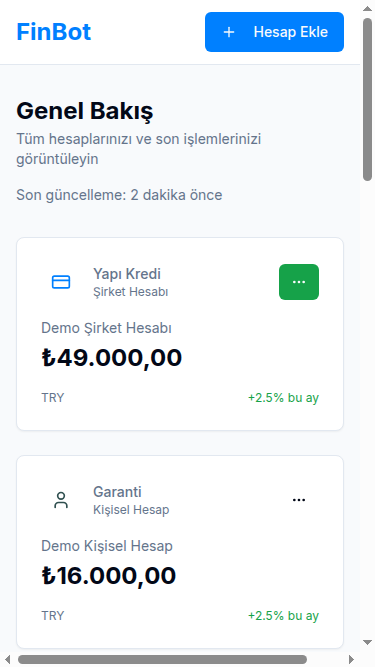 FinBot
Hesap Ekle
Genel Bakış
Tüm hesaplarınızı ve son işlemlerinizi
görüntüleyin
Son güncelleme: 2 dakika önce
Yapı Kredi
Şirket Hesabı
Demo Şirket Hesabı
₺49.000,00
TRY
+2.5% bu ay
Garanti
Kişisel Hesap
Demo Kişisel Hesap
₺16.000,00
TRY
+2.5% bu ay